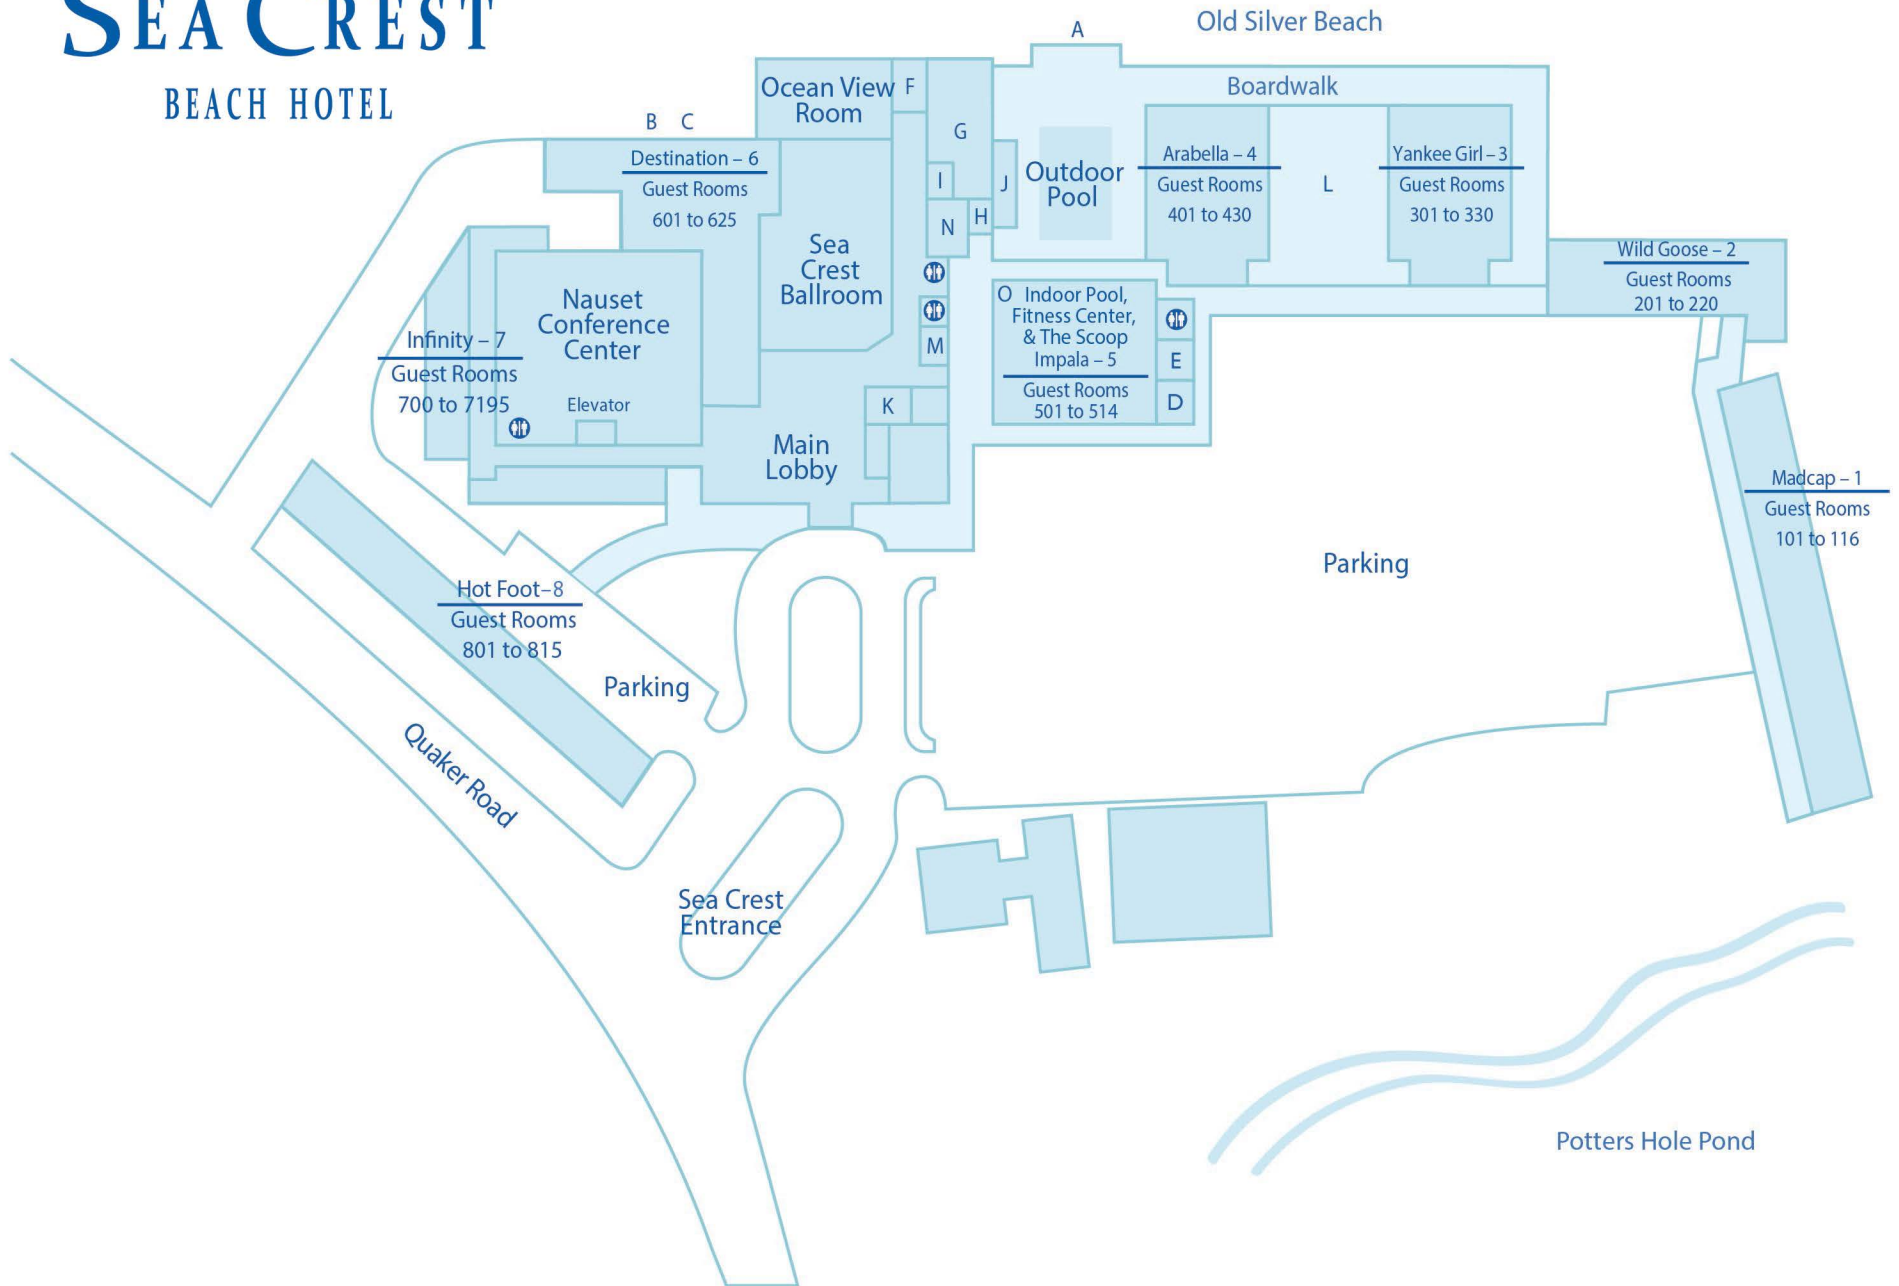 SEA CREST
BEACH HOTEL
Old Silver Beach
A
Boardwalk
Ocean View
Room
F
G
B C
Destination – 6
Guest Rooms
601 to 625
I
J
H
N
Outdoor
Pool
Arabella – 4
Guest Rooms
401 to 430
L
Yankee Girl – 3
Guest Rooms
301 to 330
Wild Goose – 2
Guest Rooms
201 to 220
Sea
Crest
Ballroom
Nauset
Conference
Center
Elevator
Infinity – 7
Guest Rooms
700 to 7195
M
K
Main
Lobby
O Indoor Pool,
Fitness Center,
& The Scoop
Impala – 5
Guest Rooms
501 to 514
E
D
Madcap – 1
Guest Rooms
101 to 116
Parking
Hot Foot–8
Guest Rooms
801 to 815
Parking
Quaker Road
Sea Crest
Entrance
Potters Hole Pond